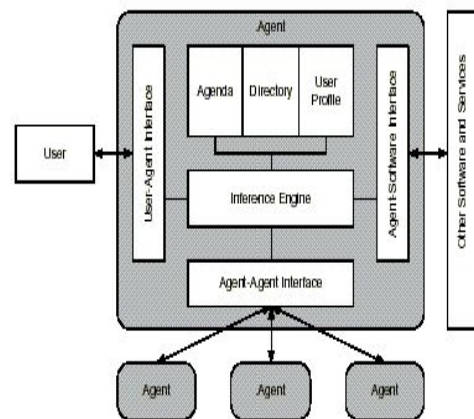 Agent
Agenda
Directory
User
Profile
User
User-Agent Interface
Inference Engine
Agent-Software Interface
Other Software and Services
Agent-Agent Interface
Agent
Agent
Agent